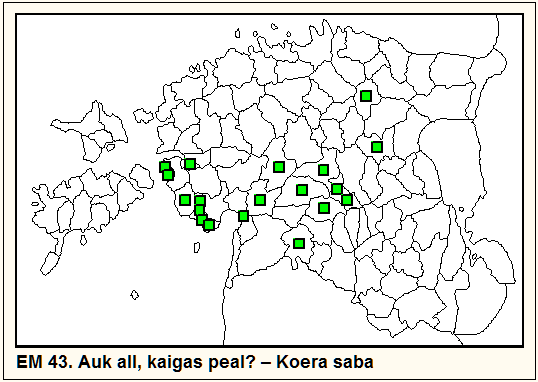 EM 43. Auk all, kaigas peal? – Koera saba